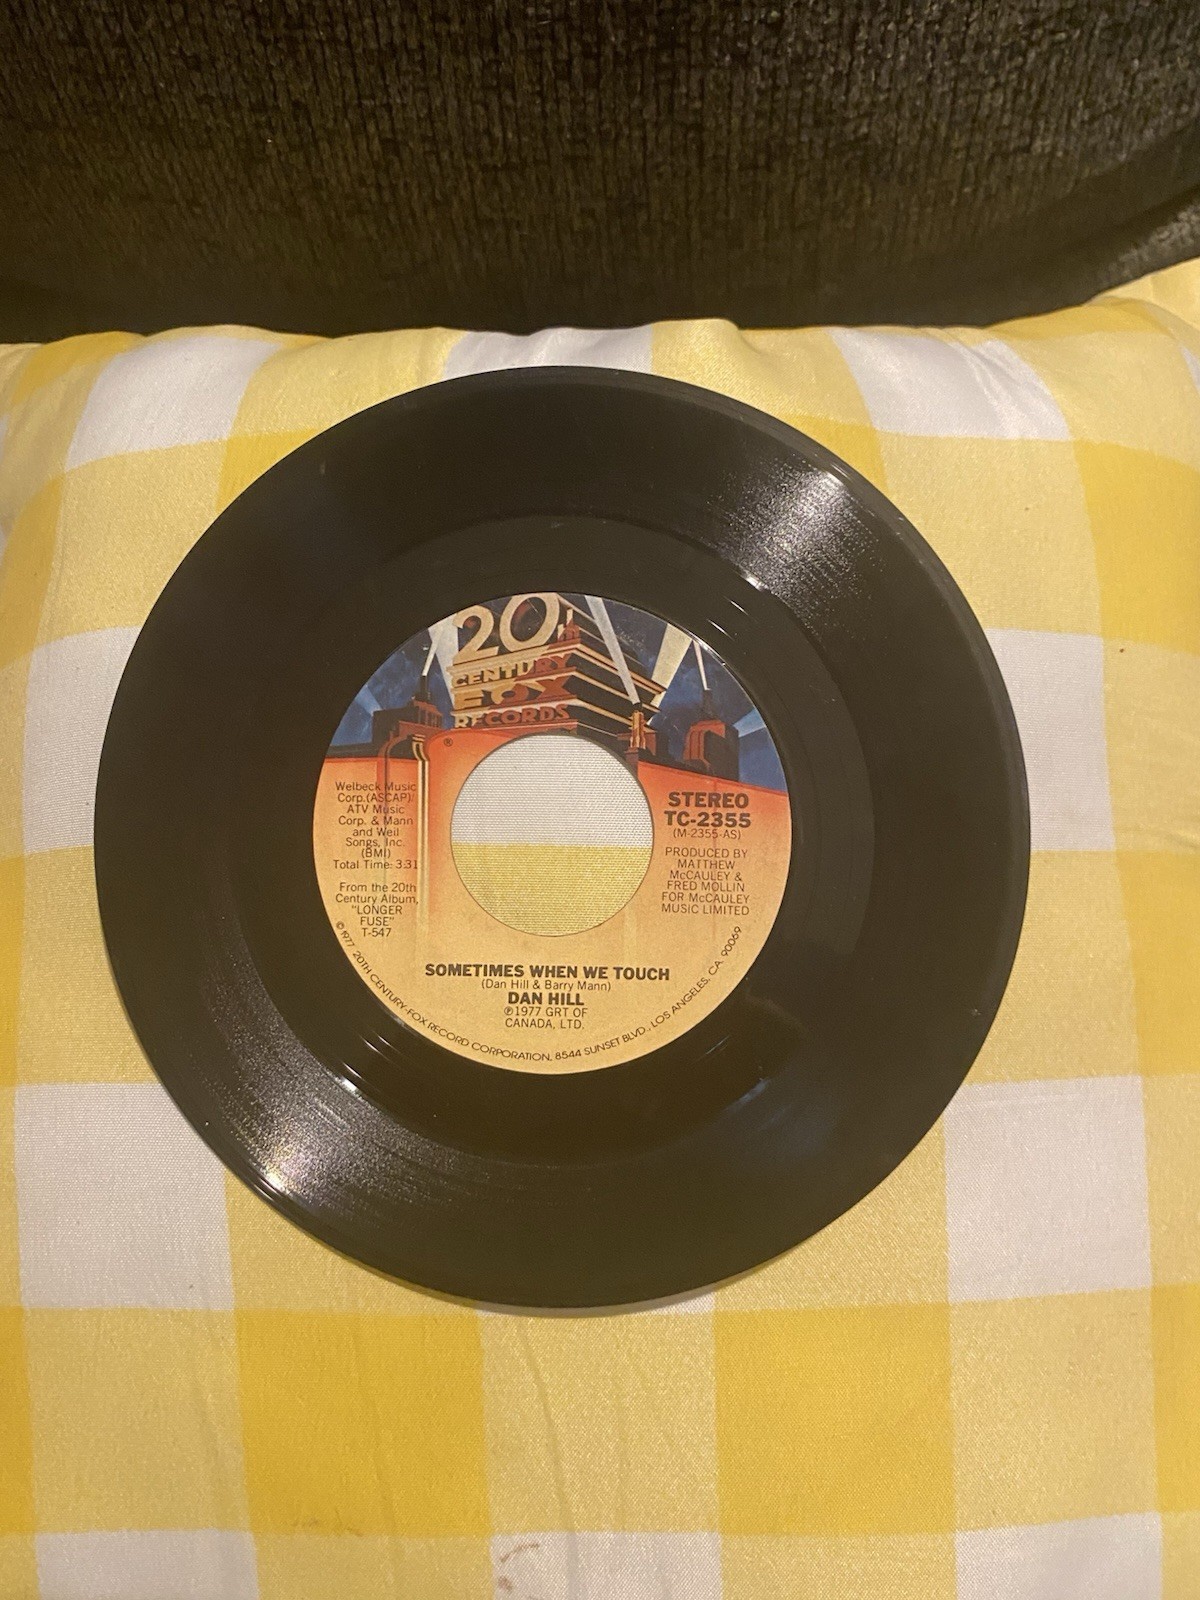 20th
CENTURY
FOX
RECORDS
®
Welbeck Music
Corp.(ASCAP)/
ATV Music
Corp. & Mann
and Weil
Songs, Inc.
(BMI)
Total Time: 3:31
From the 20th
Century Album,
"LONGER
FUSE"
T-547
STEREO
TC-2355
(M-2355-AS)
PRODUCED BY
MATTHEW
McCAULEY &
FRED MOLLIN
FOR McCAULEY
MUSIC LIMITED
SOMETIMES WHEN WE TOUCH
(Dan Hill & Barry Mann)
DAN HILL
℗1977 GRT OF
CANADA, LTD.
©1977 20TH CENTURY-FOX RECORD CORPORATION, 8544 SUNSET BLVD., LOS ANGELES, CA 90069